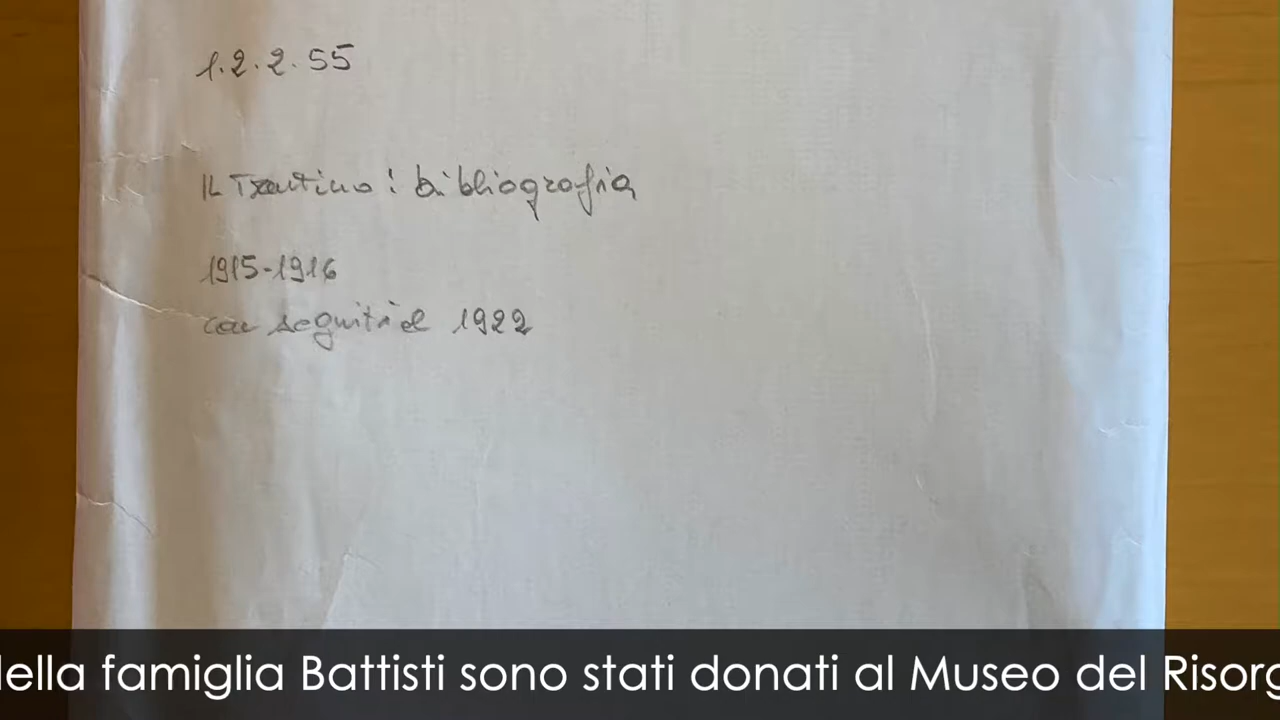 1.2.2.55
Il Trentino: bibliografia
1915-1916
con seguiti al 1922
della famiglia Battisti sono stati donati al Museo del Risorg